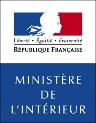 Liberté • Égalité • Fraternité
RÉPUBLIQUE FRANÇAISE
MINISTÈRE
DE
L'INTÉRIEUR